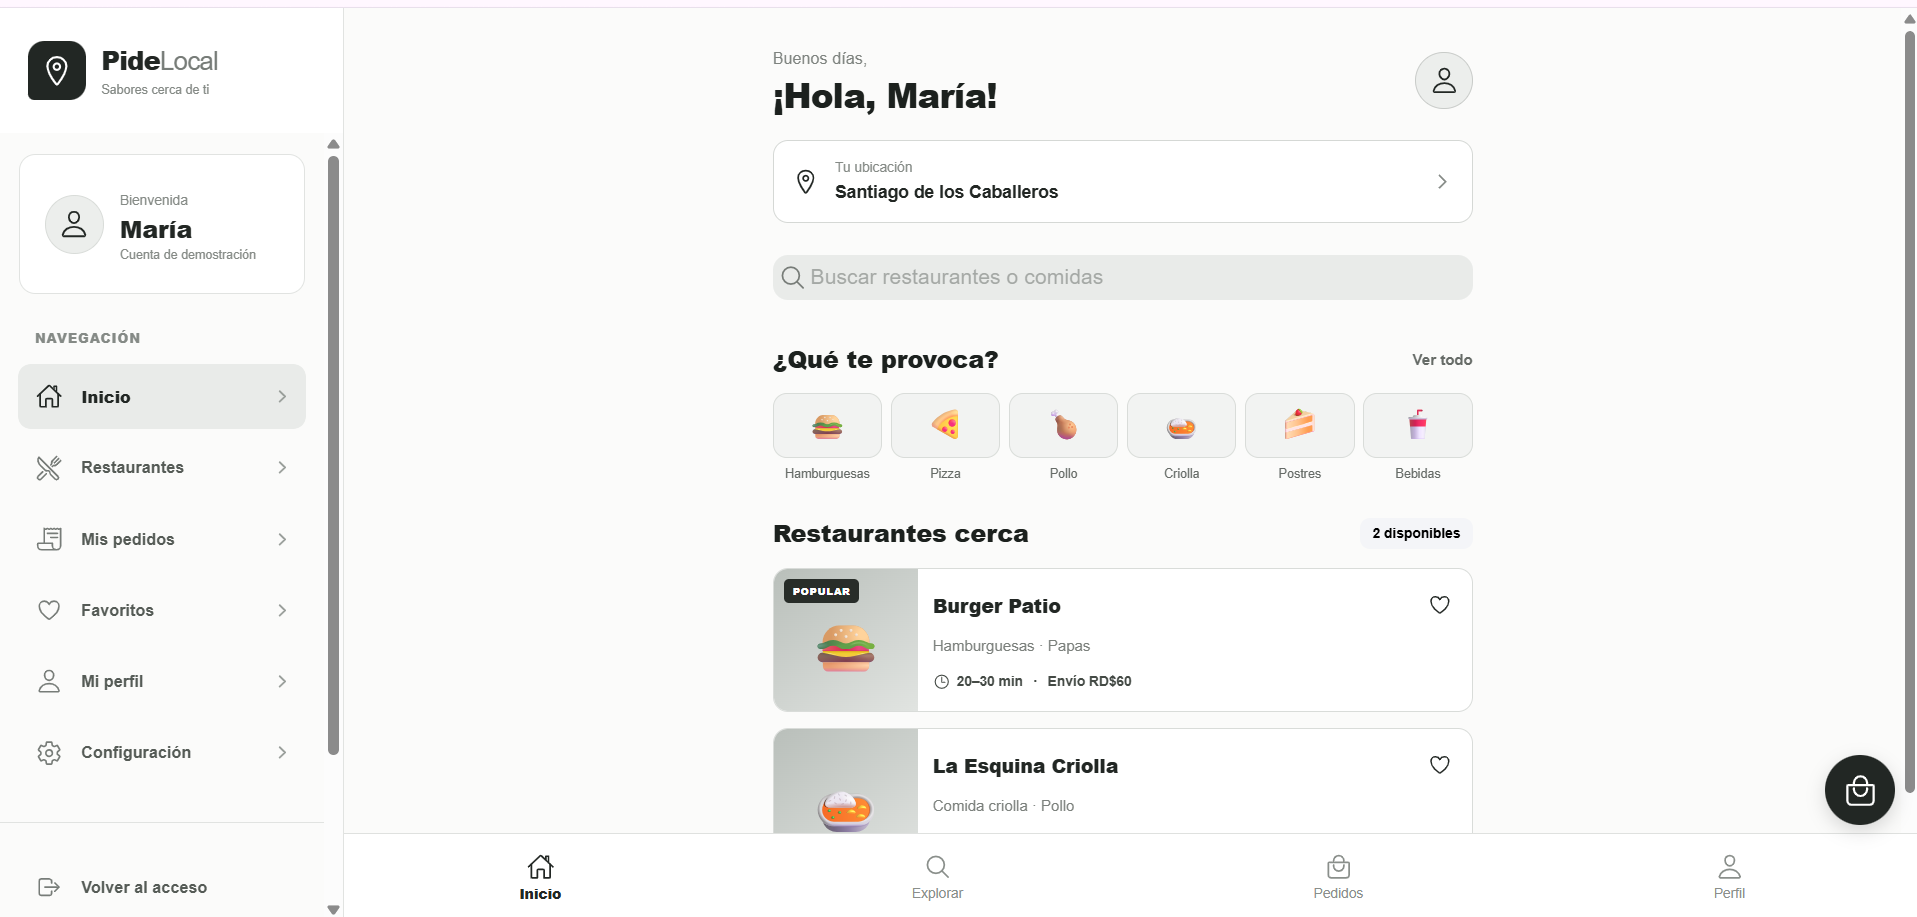 PideLocal
Sabores cerca de ti
Bienvenida
María
Cuenta de demostración
NAVEGACIÓN
Inicio
Restaurantes
Mis pedidos
Favoritos
Mi perfil
Configuración
Volver al acceso
Buenos días,
¡Hola, María!
Tu ubicación
Santiago de los Caballeros
Buscar restaurantes o comidas
¿Qué te provoca?
Ver todo
Hamburguesas
Pizza
Pollo
Criolla
Postres
Bebidas
Restaurantes cerca
2 disponibles
POPULAR
Burger Patio
Hamburguesas · Papas
20–30 min · Envío RD$60
La Esquina Criolla
Comida criolla · Pollo
Inicio
Explorar
Pedidos
Perfil